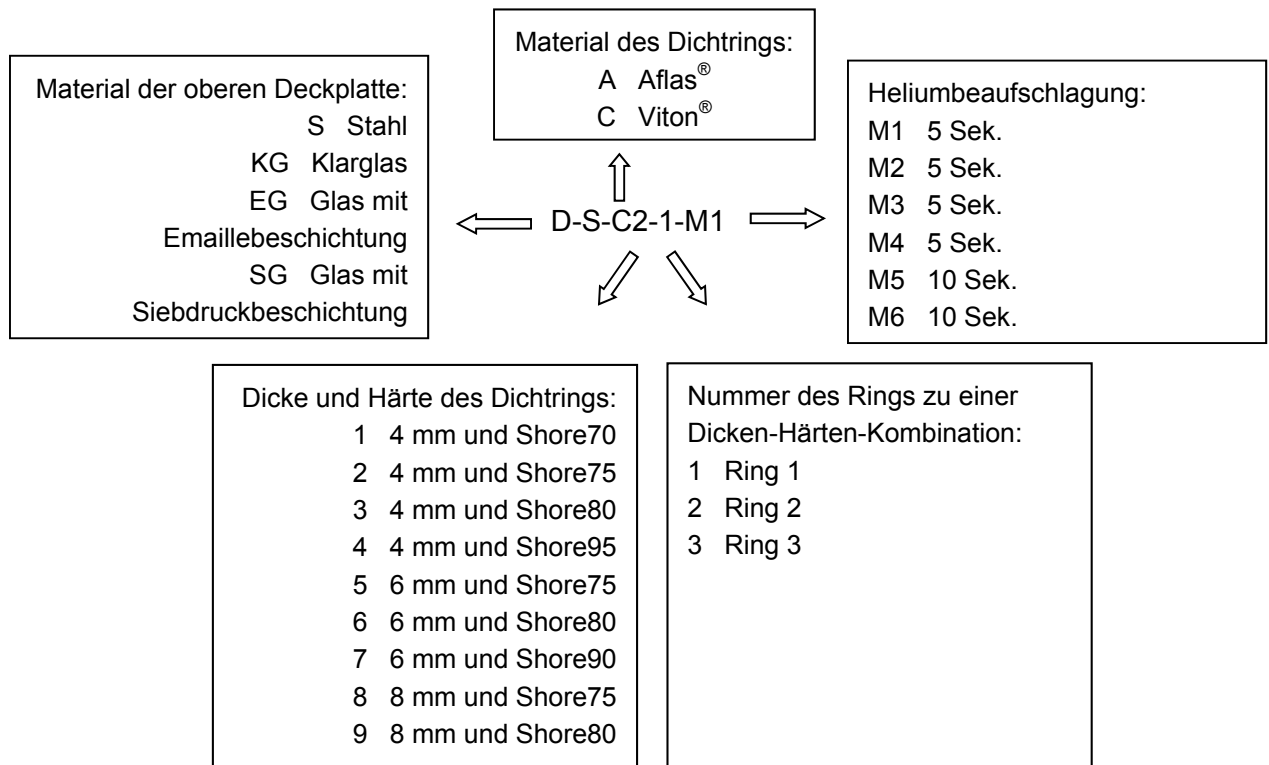 Material des Dichtrings:
A Aflas®
C Viton®
Material der oberen Deckplatte:
S Stahl
KG Klarglas
EG Glas mit
Emaillebeschichtung
SG Glas mit
Siebdruckbeschichtung
D-S-C2-1-M1
Heliumbeaufschlagung:
M1 5 Sek.
M2 5 Sek.
M3 5 Sek.
M4 5 Sek.
M5 10 Sek.
M6 10 Sek.
Dicke und Härte des Dichtrings:
1 4 mm und Shore70
2 4 mm und Shore75
3 4 mm und Shore80
4 4 mm und Shore95
5 6 mm und Shore75
6 6 mm und Shore80
7 6 mm und Shore90
8 8 mm und Shore75
9 8 mm und Shore80
Nummer des Rings zu einer
Dicken-Härten-Kombination:
1 Ring 1
2 Ring 2
3 Ring 3